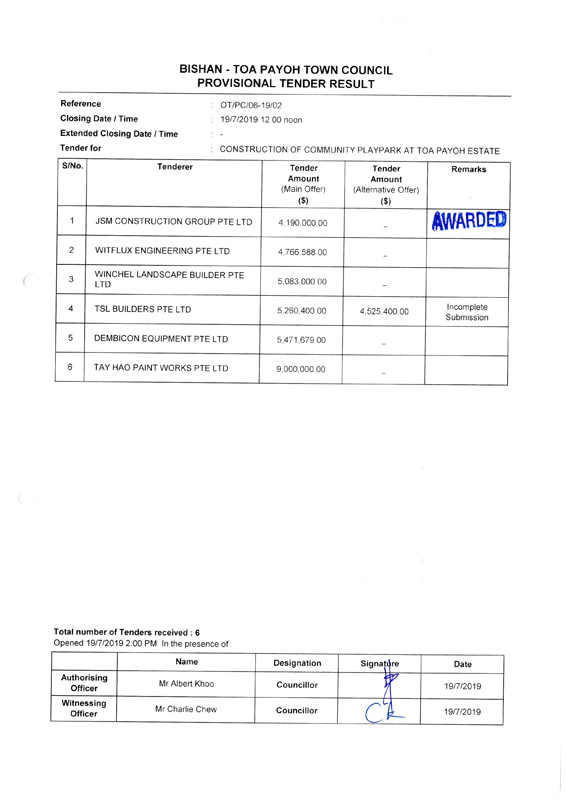 BISHAN - TOA PAYOH TOWN COUNCIL
PROVISIONAL TENDER RESULT
Reference : OT/PC/06-19/02
Closing Date / Time : 19/7/2019 12.00 noon
Extended Closing Date / Time : -
Tender for : CONSTRUCTION OF COMMUNITY PLAYPARK AT TOA PAYOH ESTATE
S/No. Tenderer Tender Amount (Main Offer) ($) Tender Amount (Alternative Offer) ($) Remarks
1 JSM CONSTRUCTION GROUP PTE LTD 4,190,000.00 - AWARDED
2 WITFLUX ENGINEERING PTE LTD 4,766.588.00 -
3 WINCHEL LANDSCAPE BUILDER PTE LTD 5,083,000.00 -
4 TSL BUILDERS PTE LTD 5,260,400.00 4,525,400.00 Incomplete Submission
5 DEMBICON EQUIPMENT PTE LTD 5,471,679.00 -
6 TAY HAO PAINT WORKS PTE LTD 9,000,000.00 -
Total number of Tenders received : 6
Opened 19/7/2019 2:00 PM In the presence of :
Name Designation Signature Date
Authorising Officer Mr Albert Khoo Councillor 19/7/2019
Witnessing Officer Mr Charlie Chew Councillor 19/7/2019